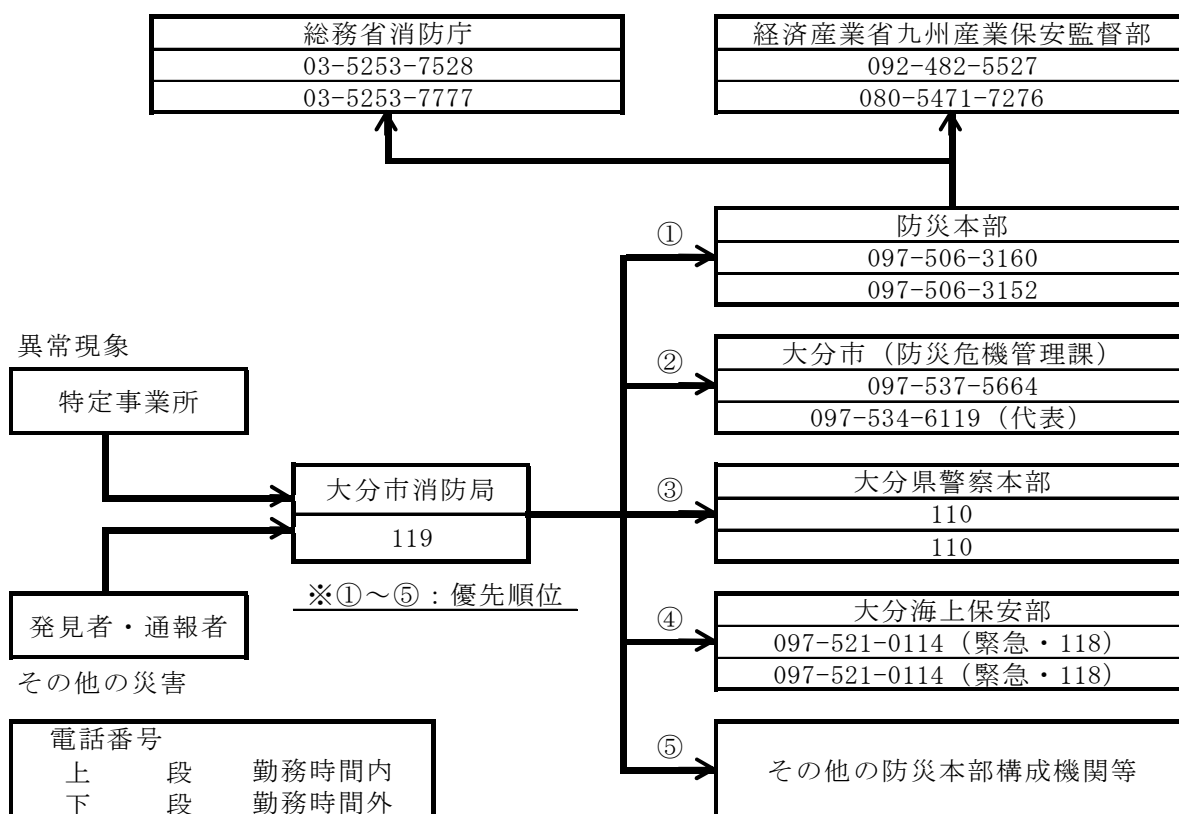 総務省消防庁
03-5253-7528
03-5253-7777
経済産業省九州産業保安監督部
092-482-5527
080-5471-7276
①
防災本部
097-506-3160
097-506-3152
異常現象
特定事業所
②
大分市(防災危機管理課)
097-537-5664
097-534-6119(代表)
大分市消防局
119
※①~⑤:優先順位
③
大分県警察本部
110
110
発見者・通報者
その他の災害
④
大分海上保安部
097-521-0114(緊急・118)
097-521-0114(緊急・118)
電話番号
上 段 勤務時間内
下 段 勤務時間外
⑤
その他の防災本部構成機関等